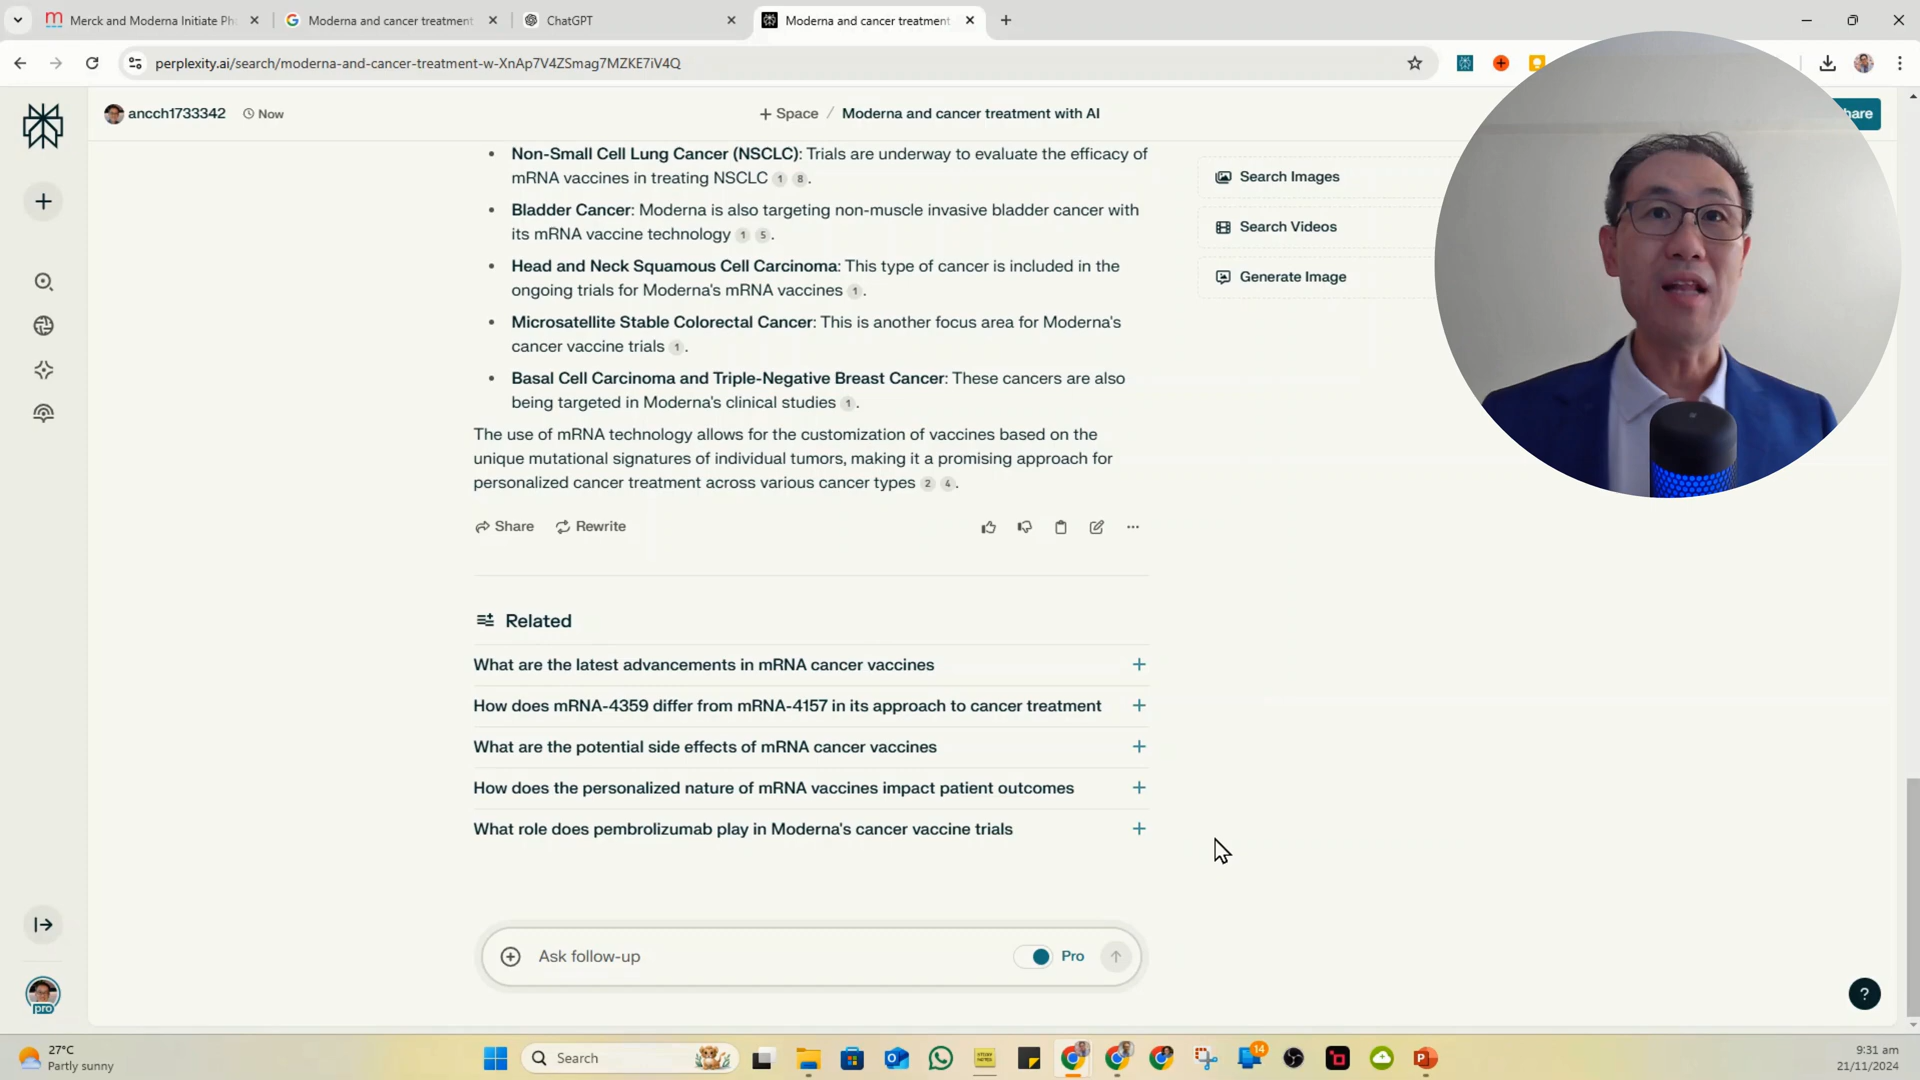 Merck and Moderna Initiate Ph
Moderna and cancer treatment
ChatGPT
Moderna and cancer treatment
perplexity.ai/search/moderna-and-cancer-treatment-w-XnAp7V4ZSmag7MZKE7iV4Q
ancch1733342
Now
Space / Moderna and cancer treatment with AI
hare
• Non-Small Cell Lung Cancer (NSCLC): Trials are underway to evaluate the efficacy of
mRNA vaccines in treating NSCLC 1 8.
• Bladder Cancer: Moderna is also targeting non-muscle invasive bladder cancer with
its mRNA vaccine technology 1 5.
• Head and Neck Squamous Cell Carcinoma: This type of cancer is included in the
ongoing trials for Moderna's mRNA vaccines 1.
• Microsatellite Stable Colorectal Cancer: This is another focus area for Moderna's
cancer vaccine trials 1.
• Basal Cell Carcinoma and Triple-Negative Breast Cancer: These cancers are also
being targeted in Moderna's clinical studies 1.
The use of mRNA technology allows for the customization of vaccines based on the
unique mutational signatures of individual tumors, making it a promising approach for
personalized cancer treatment across various cancer types 2 4.
Share
Rewrite
Search Images
Search Videos
Generate Image
Related
What are the latest advancements in mRNA cancer vaccines
How does mRNA-4359 differ from mRNA-4157 in its approach to cancer treatment
What are the potential side effects of mRNA cancer vaccines
How does the personalized nature of mRNA vaccines impact patient outcomes
What role does pembrolizumab play in Moderna's cancer vaccine trials
Ask follow-up
Pro
pro
?
27°C
Partly sunny
Search
STICKY NOTES
14
9:31 am
21/11/2024